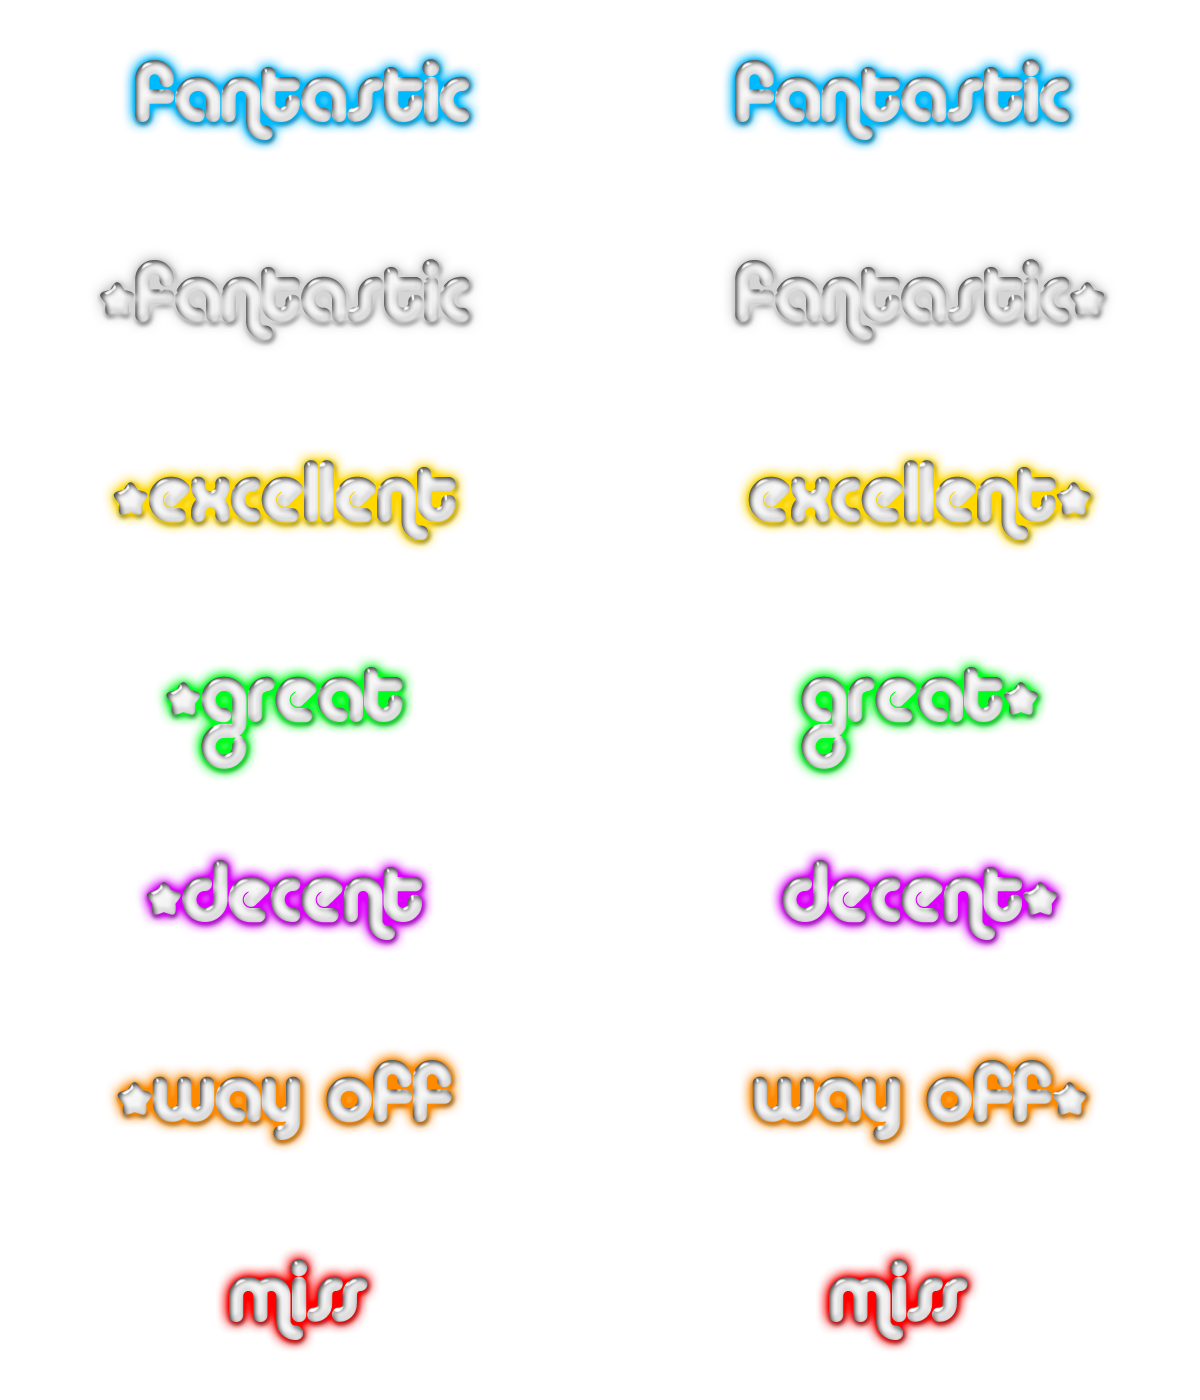 fantastic fantastic
fantastic fantastic
excellent excellent
great great
decent decent
way off way off
miss miss